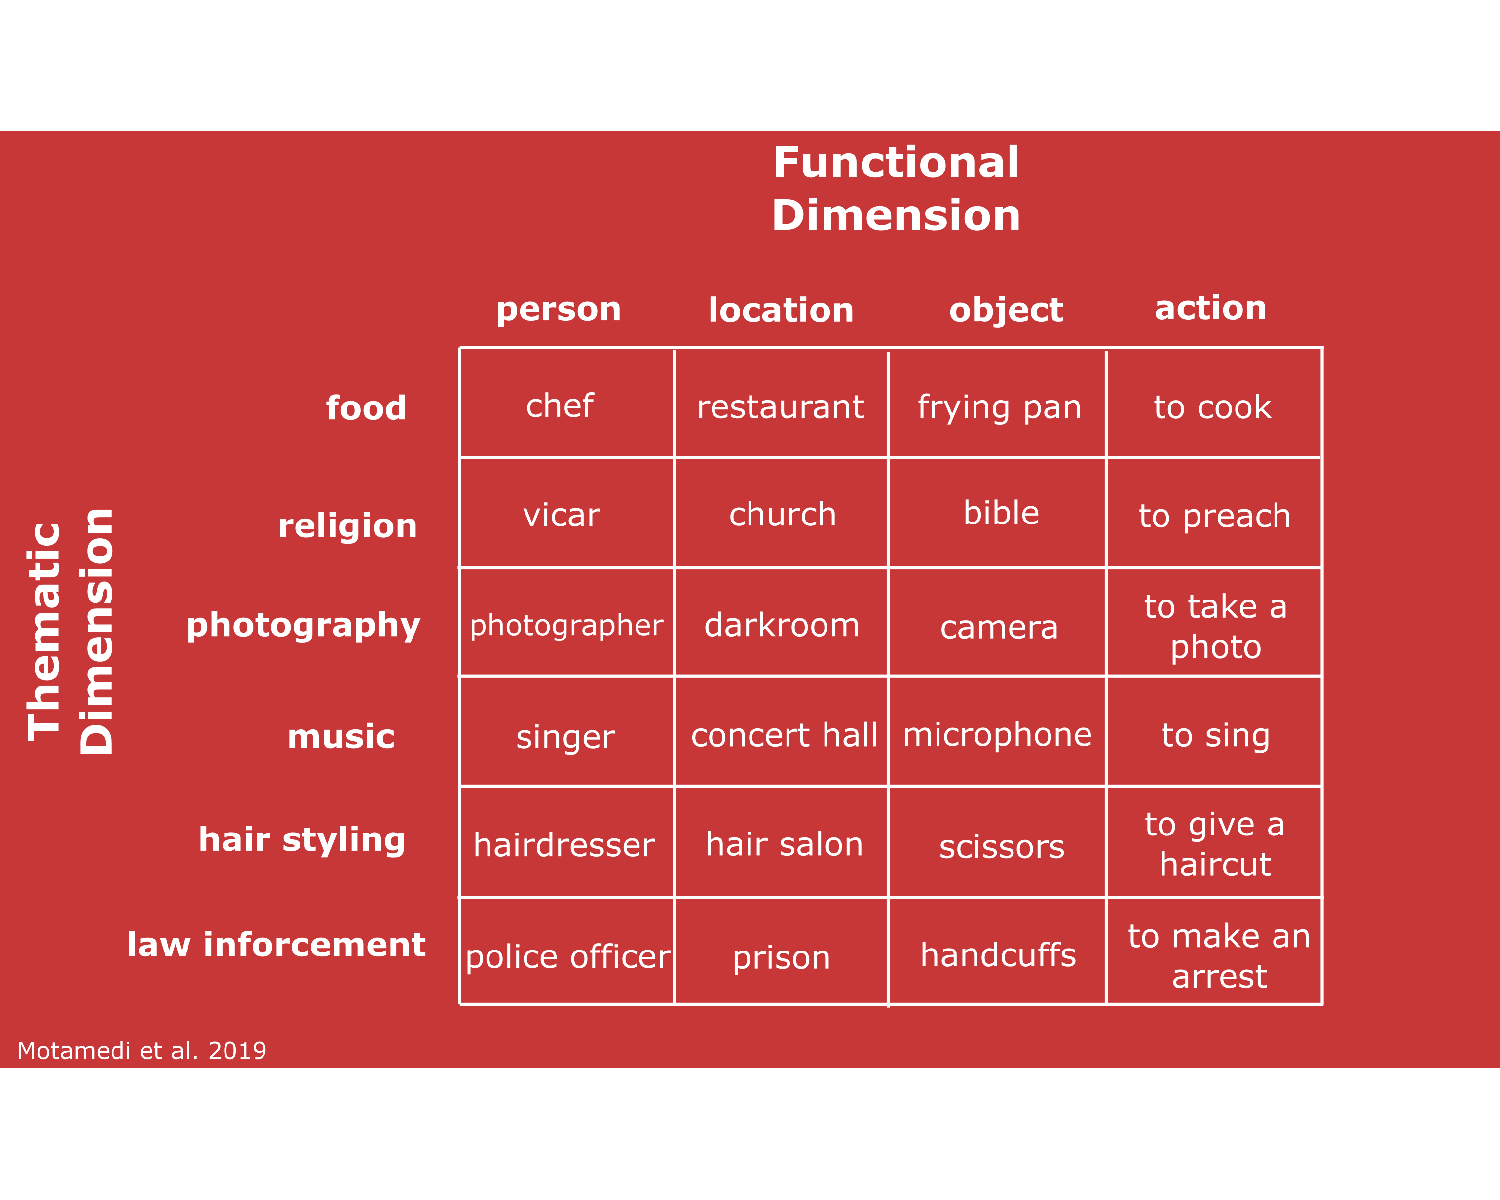 Functional
Dimension
person location object action
Thematic
Dimension
food chef restaurant frying pan to cook
religion vicar church bible to preach
photography photographer darkroom camera to take a
photo
music singer concert hall microphone to sing
hair styling hairdresser hair salon scissors to give a
haircut
law inforcement police officer prison handcuffs to make an
arrest
Motamedi et al. 2019